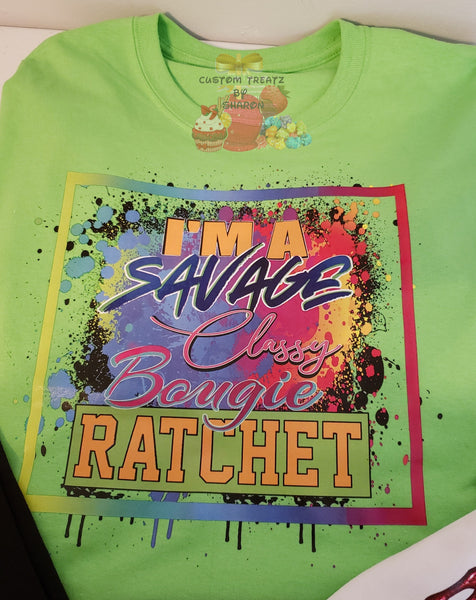 CUSTOM TREATZ
BY
SHARON
I'M A
SAVAGE
Classy
Bougie
RATCHET